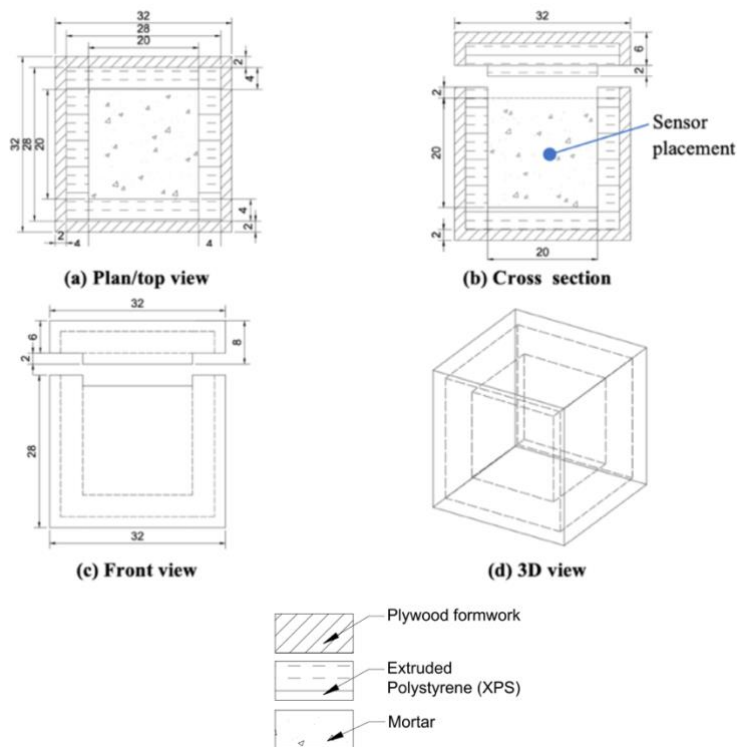 32
28
20
2
4
32
28
20
4
2
2
4
4
(a) Plan/top view
32
6
2
2
20
2
20
Sensor
placement
(b) Cross section
32
6
2
8
28
32
(c) Front view
(d) 3D view
Plywood formwork
Extruded
Polystyrene (XPS)
Mortar